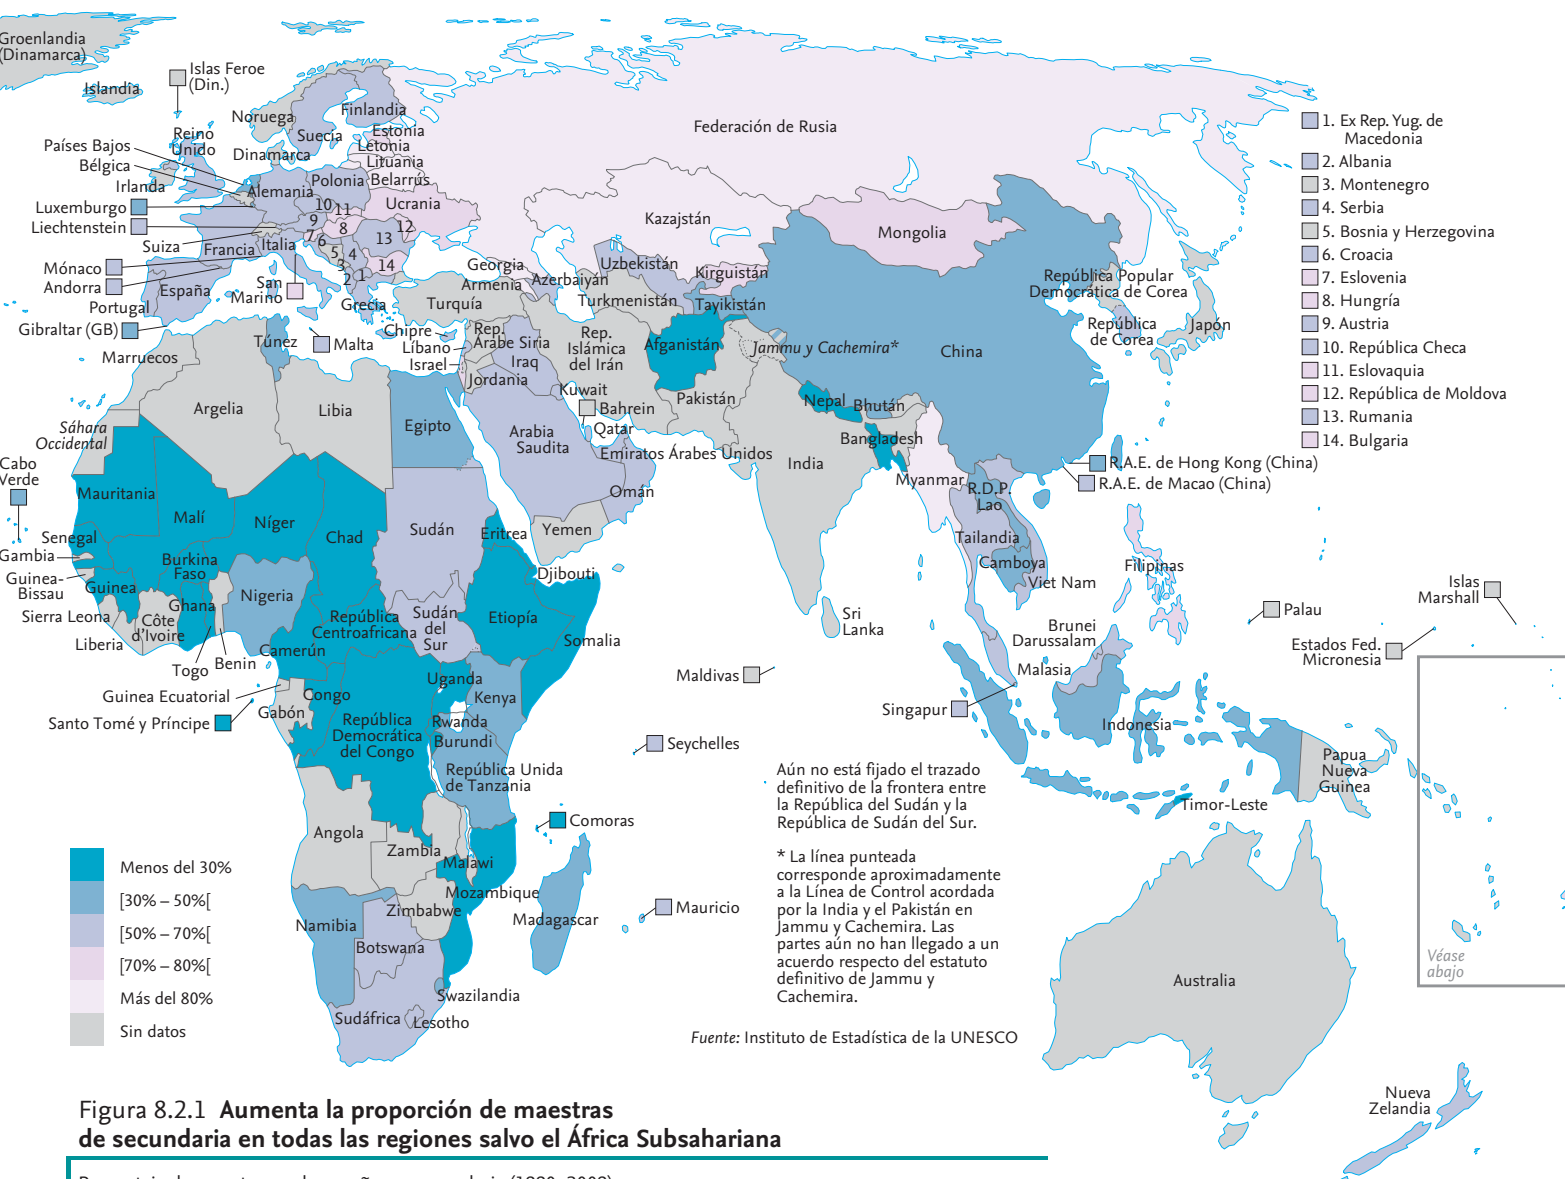 Groenlandia
(Dinamarca)
Islandia
Islas Feroe
(Din.)
Noruega
Suecia
Finlandia
Estonia
Letonia
Lituania
Belarrús
Reino
Unido
Dinamarca
Países Bajos
Bélgica
Irlanda
Luxemburgo
Liechtenstein
Suiza
Mónaco
Andorra
Portugal
Gibraltar (GB)
Alemania
Polonia
Ucrania
Francia
Italia
España
San
Marino
Malta
Grecia
10
11
9
8
7
6
13
12
5
4
3
14
2
1
Federación de Rusia
Kazajstán
Mongolia
Georgia
Armenia
Azerbaiyán
Uzbekistán
Kirguistán
Turquía
Turkmenistán
Tayikistán
Chipre
Líbano
Israel
Rep.
Árabe Siria
Iraq
Jordania
Rep.
Islámica
del Irán
Afganistán
Jammu y Cachemira*
China
República Popular
Democrática de Corea
República
de Corea
Japón
Kuwait
Bahrein
Qatar
Pakistán
Nepal
Bhután
Bangladesh
Emiratos Árabes Unidos
India
Myanmar
Arabia
Saudita
Omán
Yemen
R.A.E. de Hong Kong (China)
R.A.E. de Macao (China)
R.D.P.
Lao
Tailandia
Camboya
Viet Nam
Filipinas
Sri
Lanka
Maldivas
Brunei
Darussalam
Malasia
Singapur
Indonesia
Timor-Leste
Papua
Nueva
Guinea
Palau
Islas
Marshall
Estados Fed.
Micronesia
Australia
Nueva
Zelandia
Véase
abajo
Marruecos
Túnez
Argelia
Libia
Egipto
Sáhara
Occidental
Cabo
Verde
Mauritania
Malí
Níger
Chad
Sudán
Eritrea
Djibouti
Senegal
Gambia
Guinea-
Bissau
Guinea
Sierra Leona
Liberia
Côte
d'Ivoire
Burkina
Faso
Ghana
Togo
Benin
Nigeria
Camerún
República
Centroafricana
Sudán
del
Sur
Etiopía
Somalia
Guinea Ecuatorial
Santo Tomé y Príncipe
Gabón
Congo
República
Democrática
del Congo
Uganda
Kenya
Rwanda
Burundi
República Unida
de Tanzania
Seychelles
Comoras
Mauricio
Angola
Zambia
Malawi
Mozambique
Zimbabwe
Madagascar
Namibia
Botswana
Swazilandia
Sudáfrica
Lesotho
1. Ex Rep. Yug. de
Macedonia
2. Albania
3. Montenegro
4. Serbia
5. Bosnia y Herzegovina
6. Croacia
7. Eslovenia
8. Hungría
9. Austria
10. República Checa
11. Eslovaquia
12. República de Moldova
13. Rumania
14. Bulgaria
Menos del 30%
[30% – 50%[
[50% – 70%[
[70% – 80%[
Más del 80%
Sin datos
Aún no está fijado el trazado
definitivo de la frontera entre
la República del Sudán y la
República de Sudán del Sur.
* La línea punteada
corresponde aproximadamente
a la Línea de Control acordada
por la India y el Pakistán en
Jammu y Cachemira. Las
partes aún no han llegado a un
acuerdo respecto del estatuto
definitivo de Jammu y
Cachemira.
Fuente: Instituto de Estadística de la UNESCO
Figura 8.2.1 Aumenta la proporción de maestras
de secundaria en todas las regiones salvo el África Subsahariana